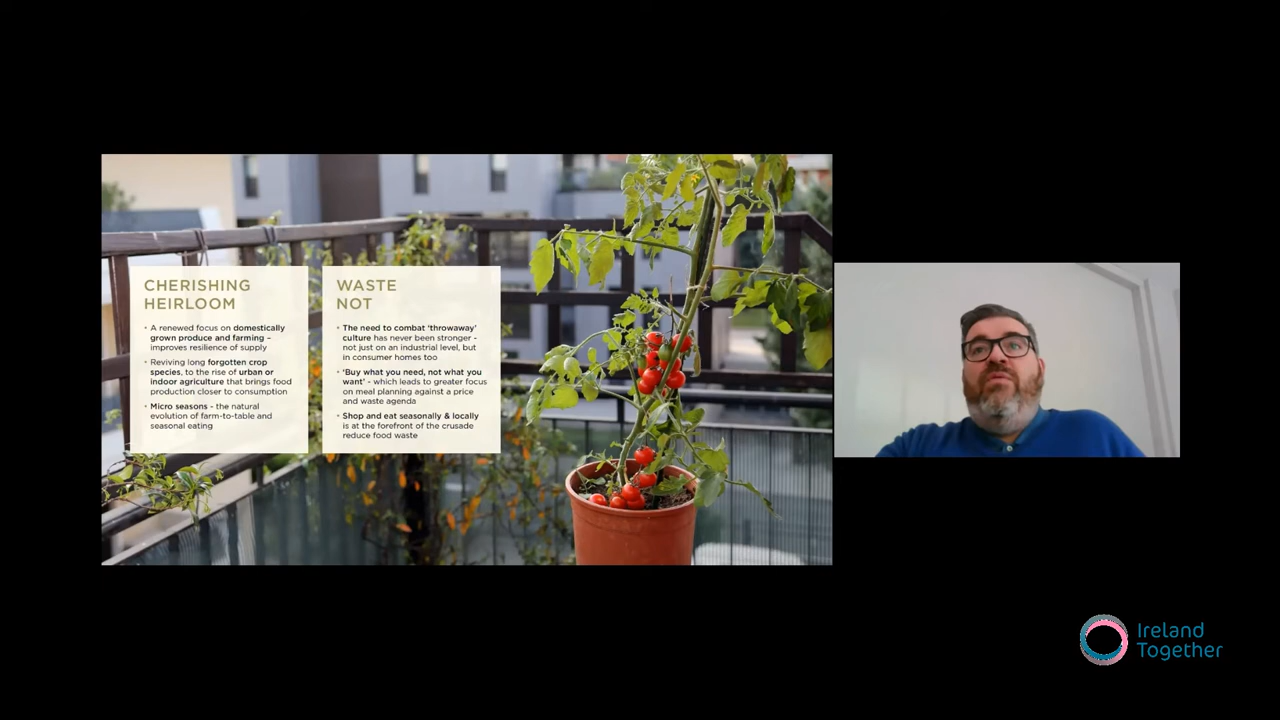 CHERISHING
HEIRLOOM
• A renewed focus on domestically
grown produce and farming –
improves resilience of supply
• Reviving long forgotten crop
species, to the rise of urban or
indoor agriculture that brings food
production closer to consumption
• Micro seasons - the natural
evolution of farm-to-table and
seasonal eating
WASTE
NOT
• The need to combat ‘throwaway’
culture has never been stronger -
not just on an industrial level, but
in consumer homes too
• ‘Buy what you need, not what you
want’ - which leads to greater focus
on meal planning against a price
and waste agenda
• Shop and eat seasonally & locally
is at the forefront of the crusade
reduce food waste
Ireland
Together